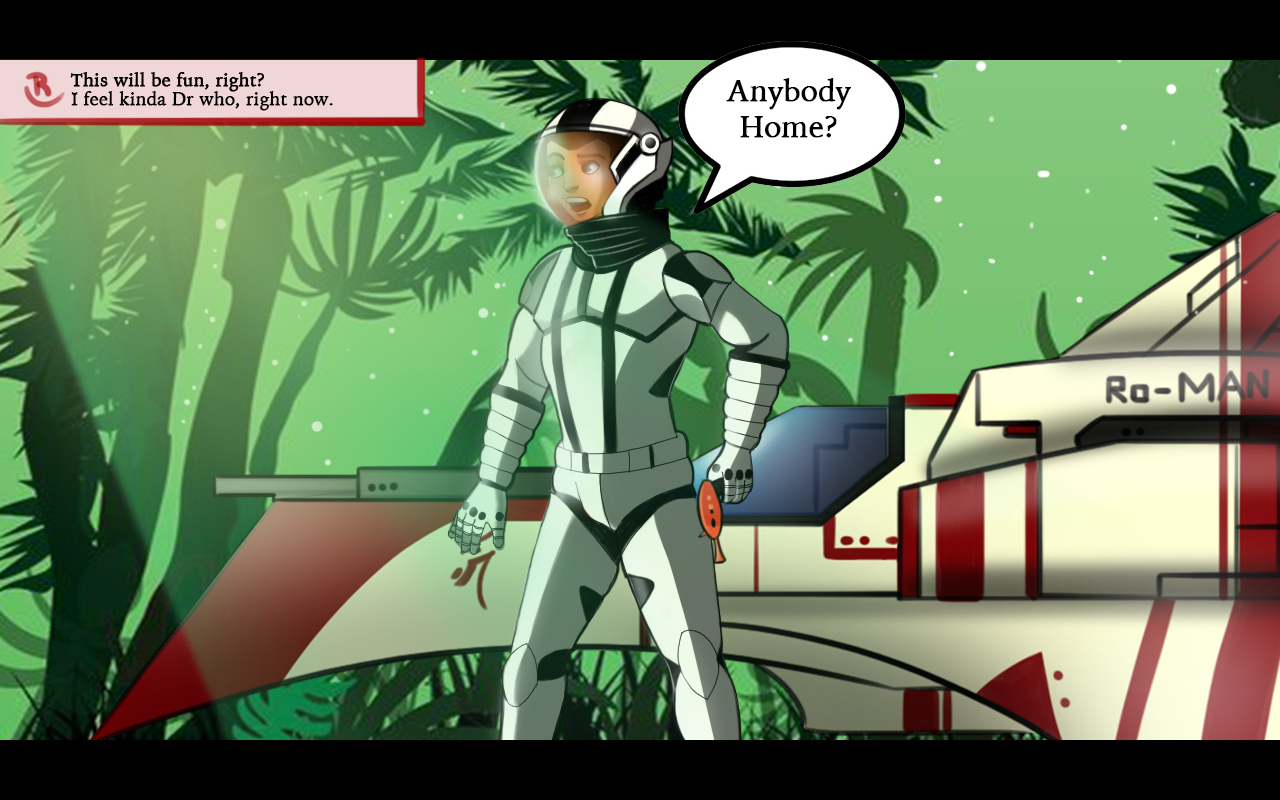 R
This will be fun, right?
I feel kinda Dr who, right now.
Anybody
Home?
Ro-MAN